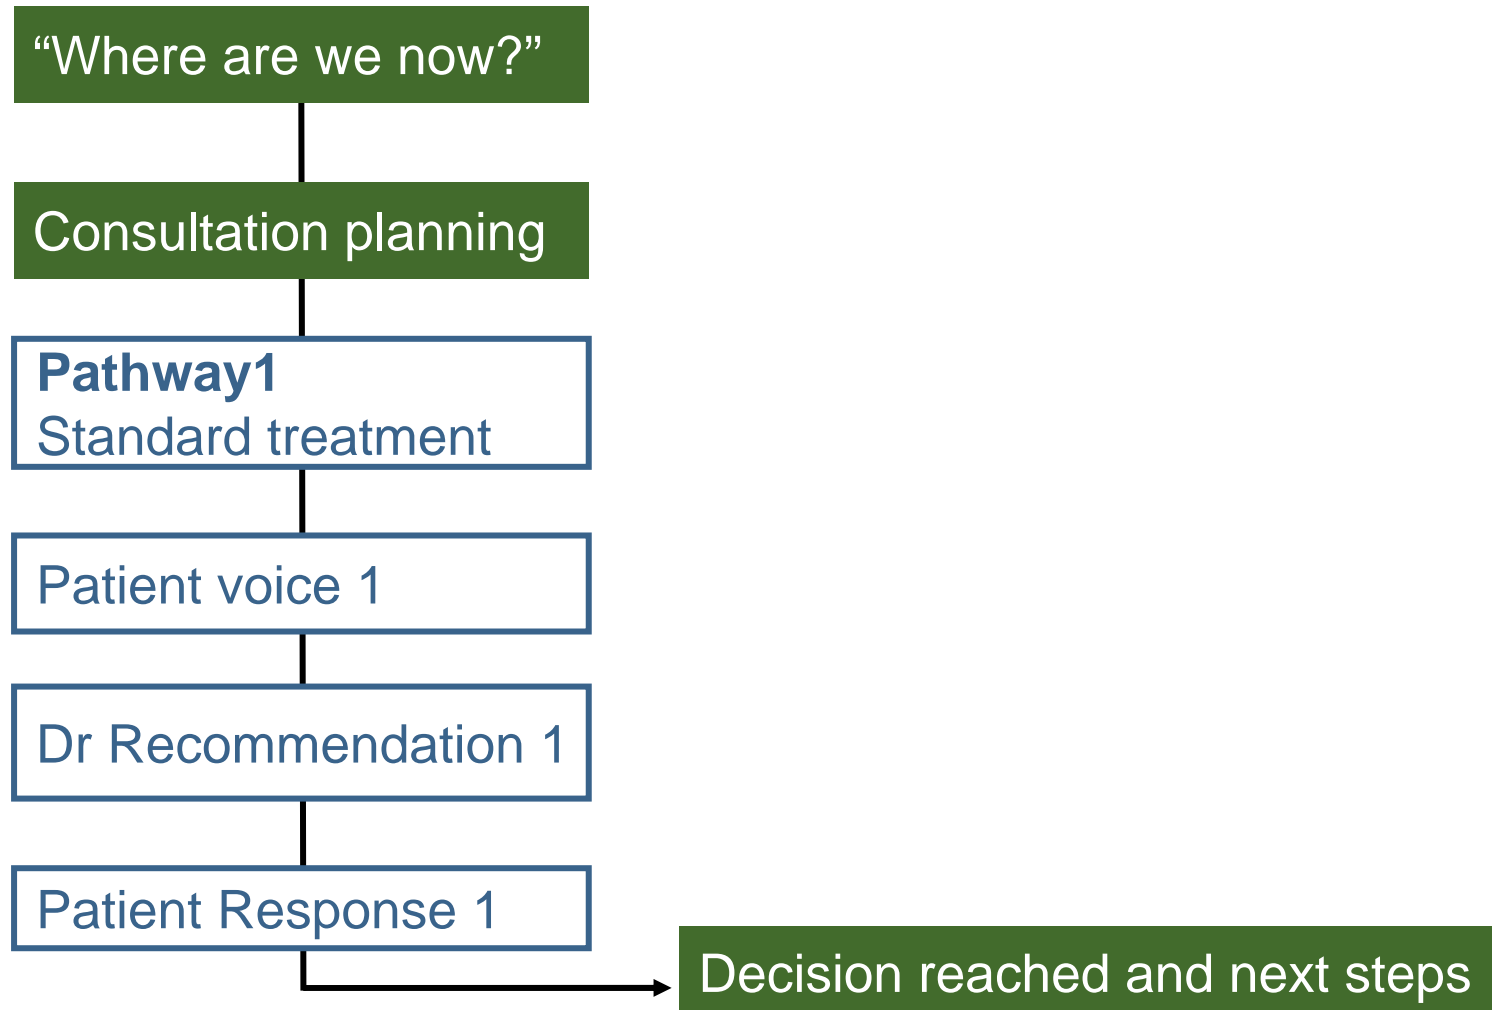 “Where are we now?”
Consultation planning
Pathway1
Standard treatment
Patient voice 1
Dr Recommendation 1
Patient Response 1
Decision reached and next steps